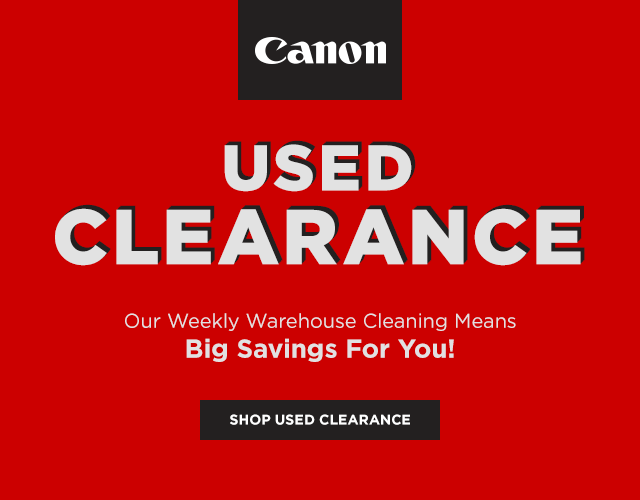 Canon
USED
CLEARANCE
Our Weekly Warehouse Cleaning Means
Big Savings For You!
SHOP USED CLEARANCE